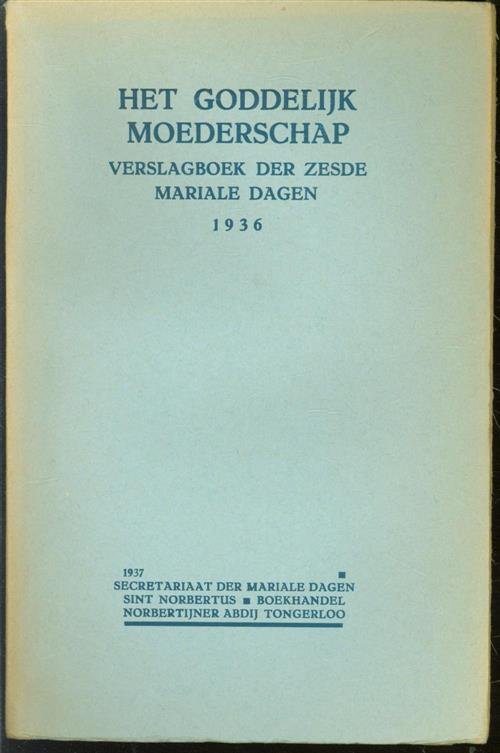 HET GODDELIJK
MOEDERSCHAP
VERSLAGBOEK DER ZESDE
MARIALE DAGEN
1936
1937
SECRETARIAAT DER MARIALE DAGEN
SINT NORBERTUS ■ BOEKHANDEL
NORBERTIJNER ABDIJ TONGERLOO